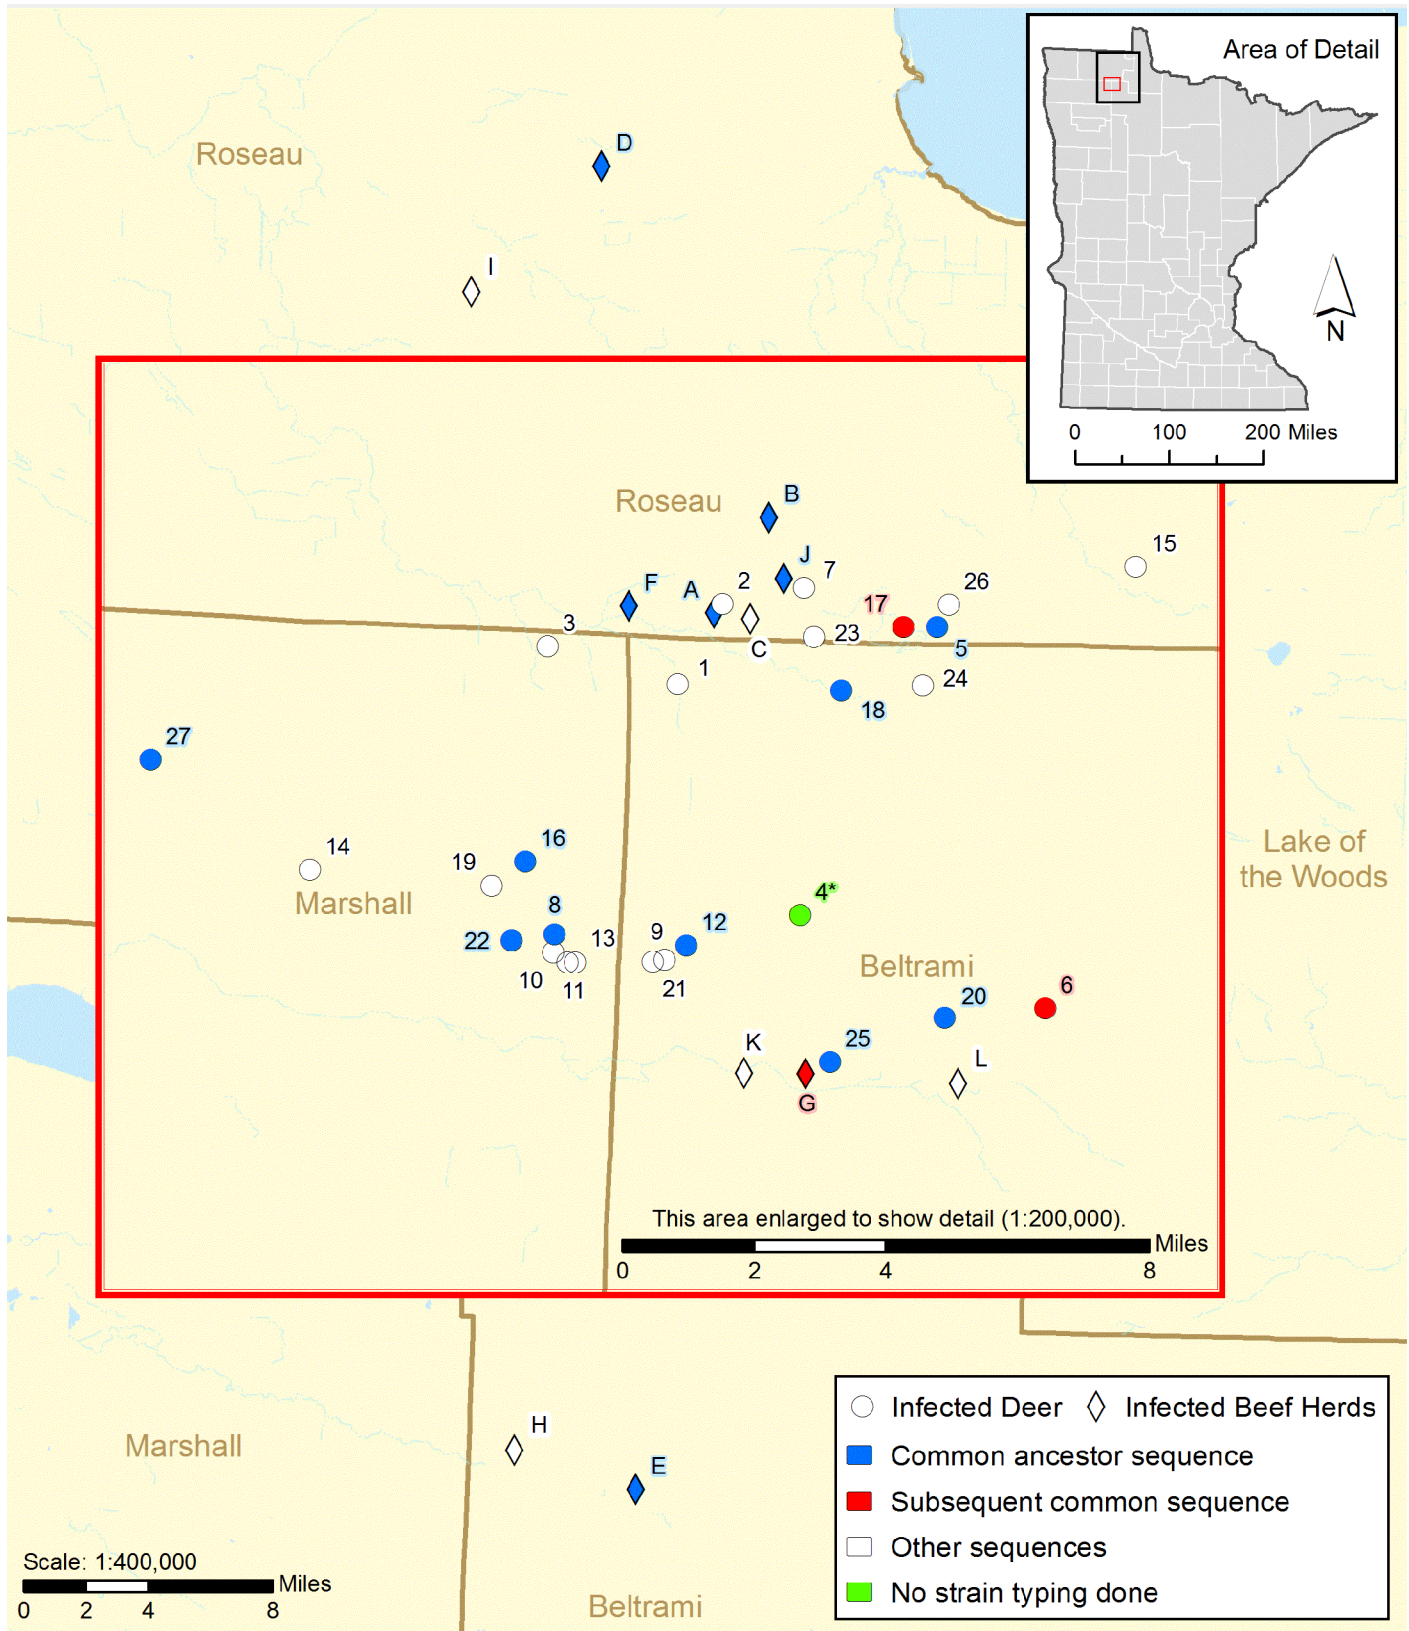 Area of Detail
N
0 100 200 Miles
Roseau
D
I
Roseau
B
15
J
7
F
A
2
26
17
3
C
23
5
1
24
18
27
16
14
19
Lake of
the Woods
Marshall
8
4*
22
13
9
12
10
11
21
Beltrami
20
6
K
25
L
G
This area enlarged to show detail (1:200,000).
Miles
0 2 4 8
H
Marshall
E
Scale: 1:400,000
Miles
0 2 4 8
Beltrami
Infected Deer
Infected Beef Herds
Common ancestor sequence
Subsequent common sequence
Other sequences
No strain typing done